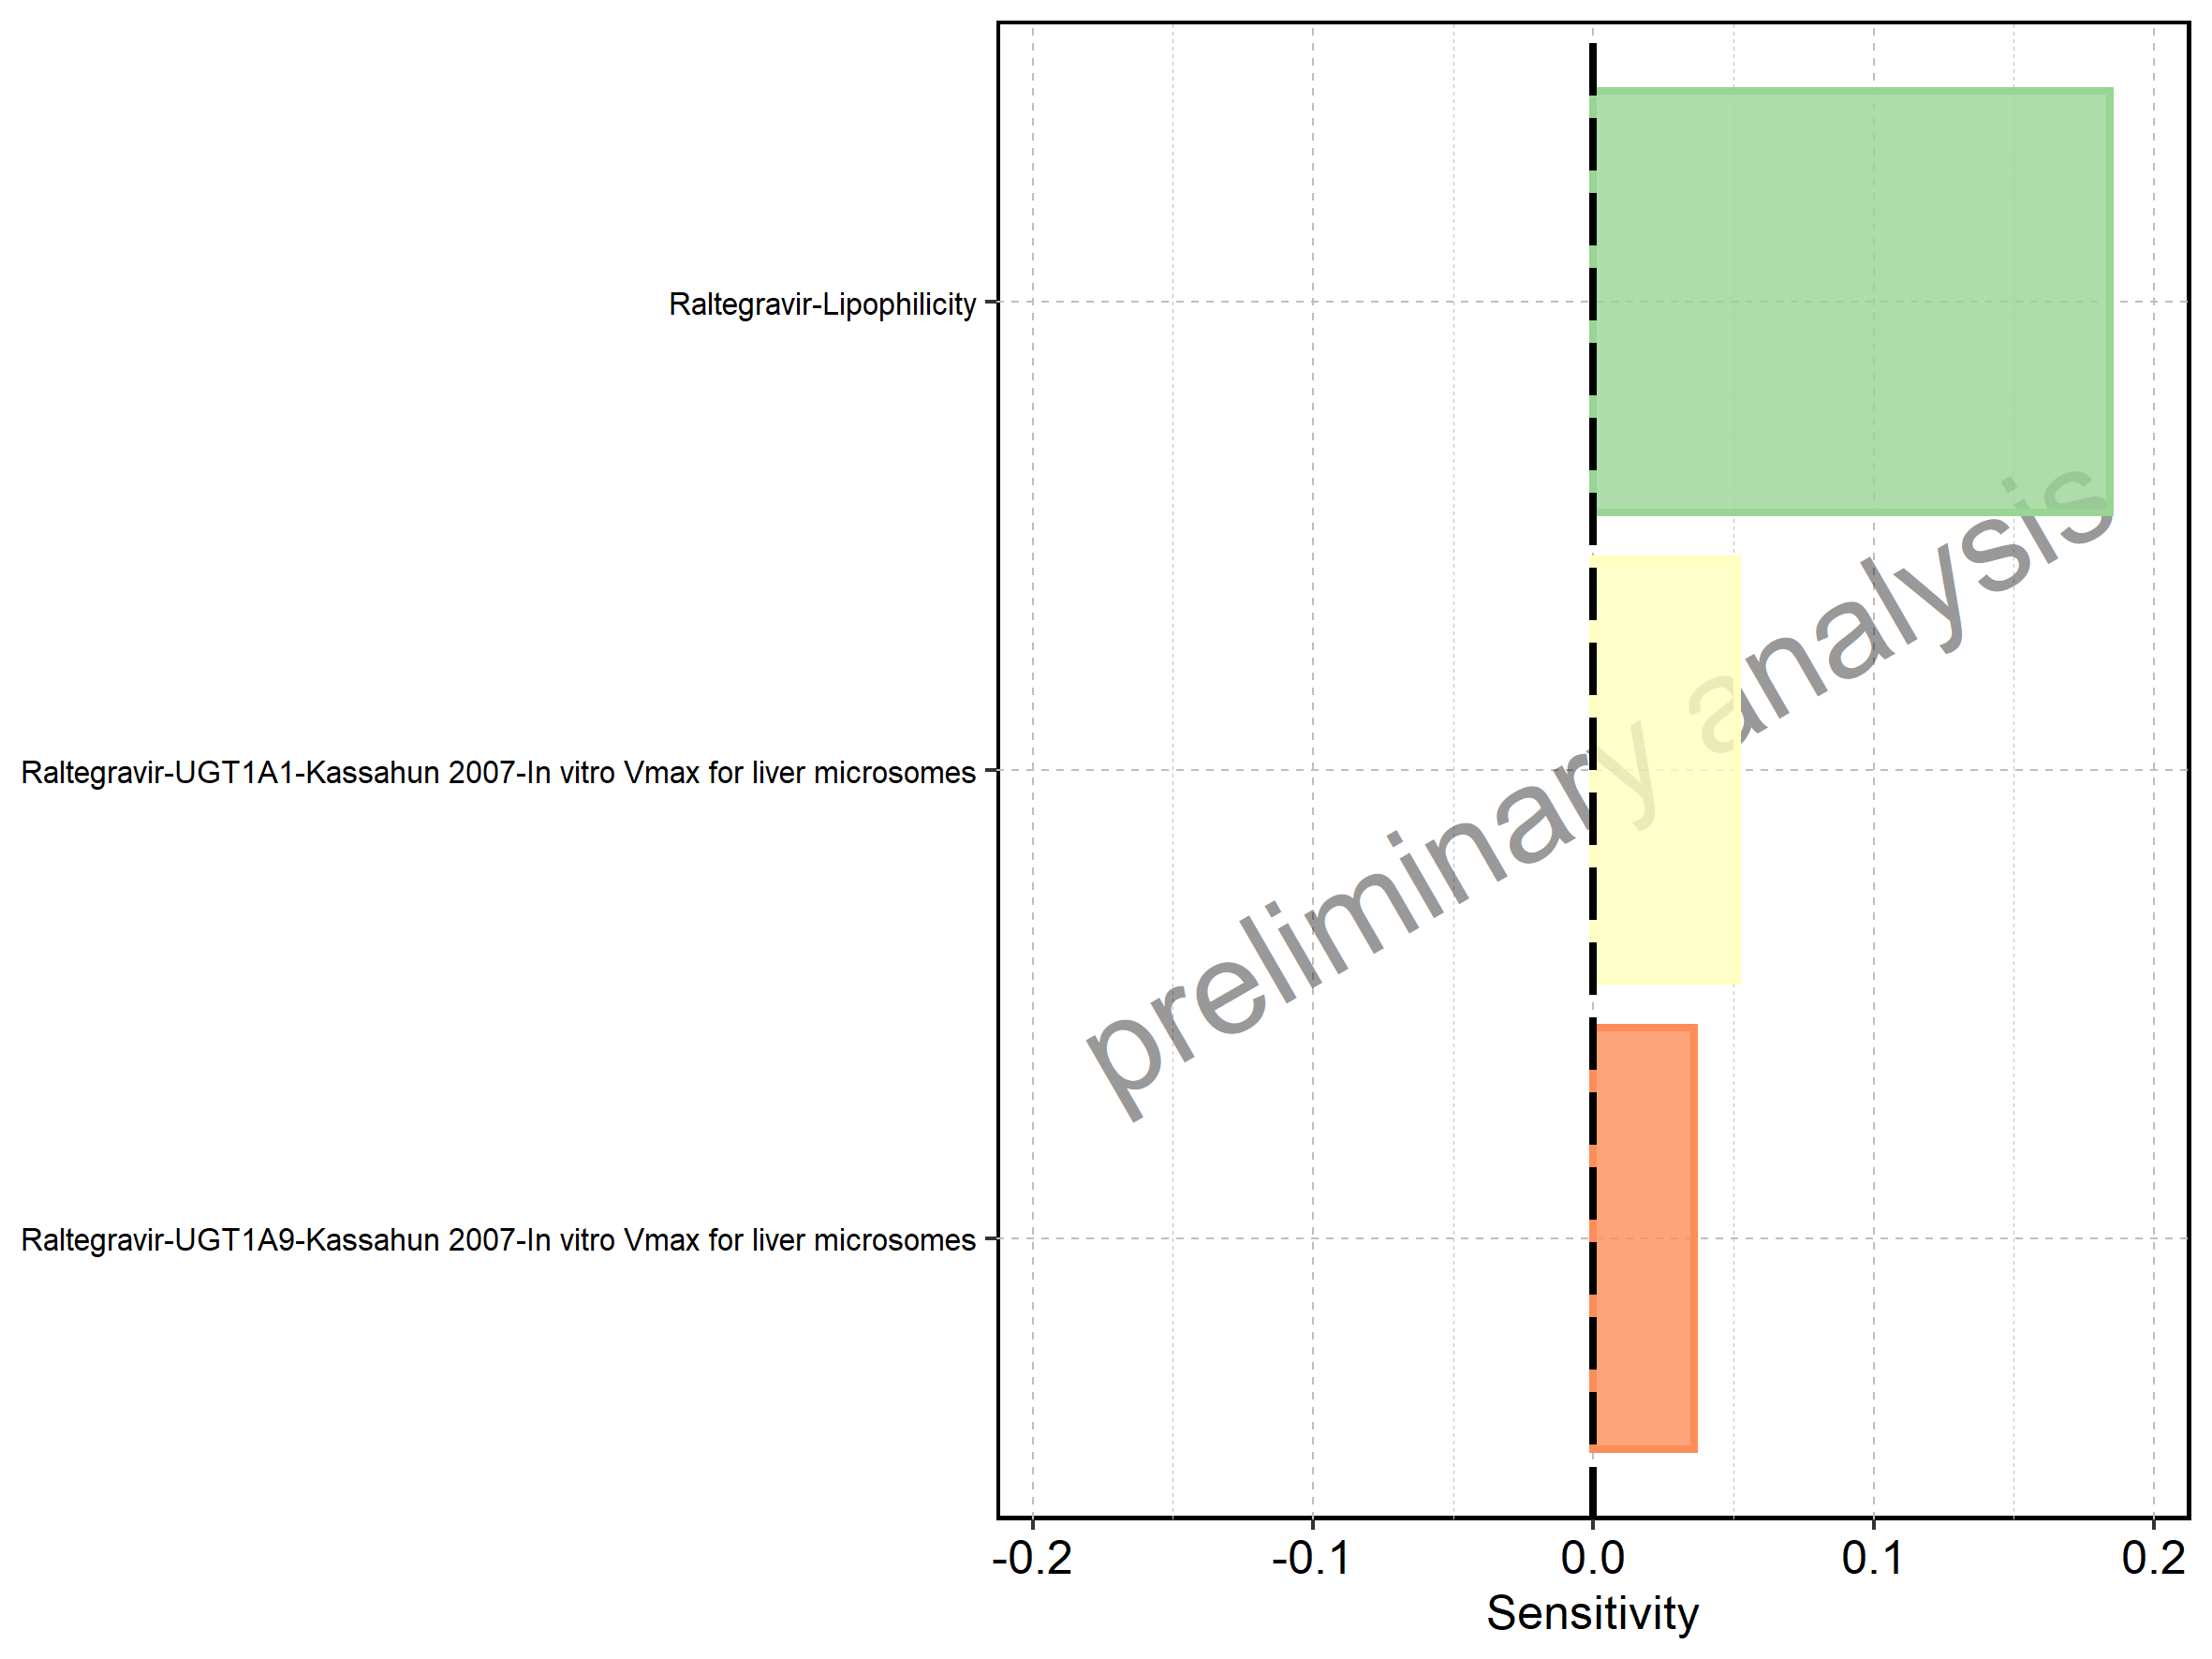 Raltegravir-Lipophilicity
Raltegravir-UGT1A1-Kassahun 2007-In vitro Vmax for liver microsomes
Raltegravir-UGT1A9-Kassahun 2007-In vitro Vmax for liver microsomes
preliminary analysis
-0.2 -0.1 0.0 0.1 0.2
Sensitivity